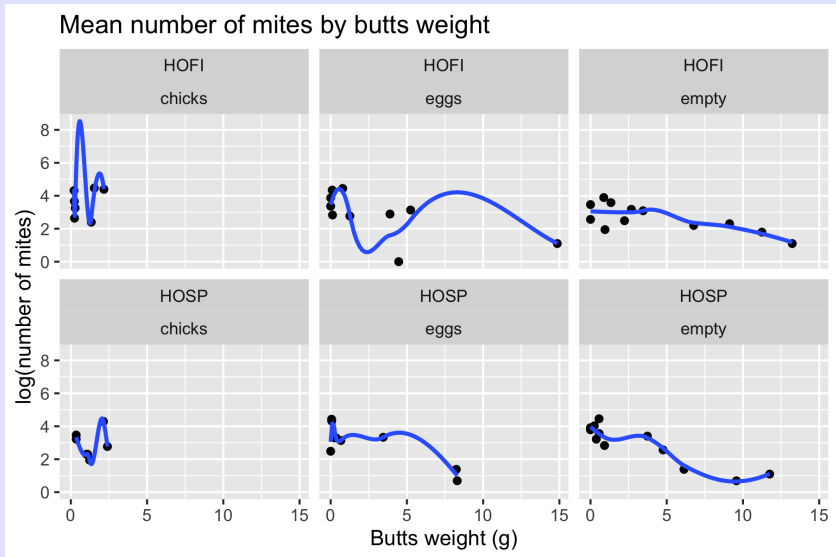 Mean number of mites by butts weight
HOFI
chicks
HOFI
eggs
HOFI
empty
8
6
4
2
0
log(number of mites)
HOSP
chicks
HOSP
eggs
HOSP
empty
8
6
4
2
0
0 5 10 15 0 5 10 15 0 5 10 15
Butts weight (g)